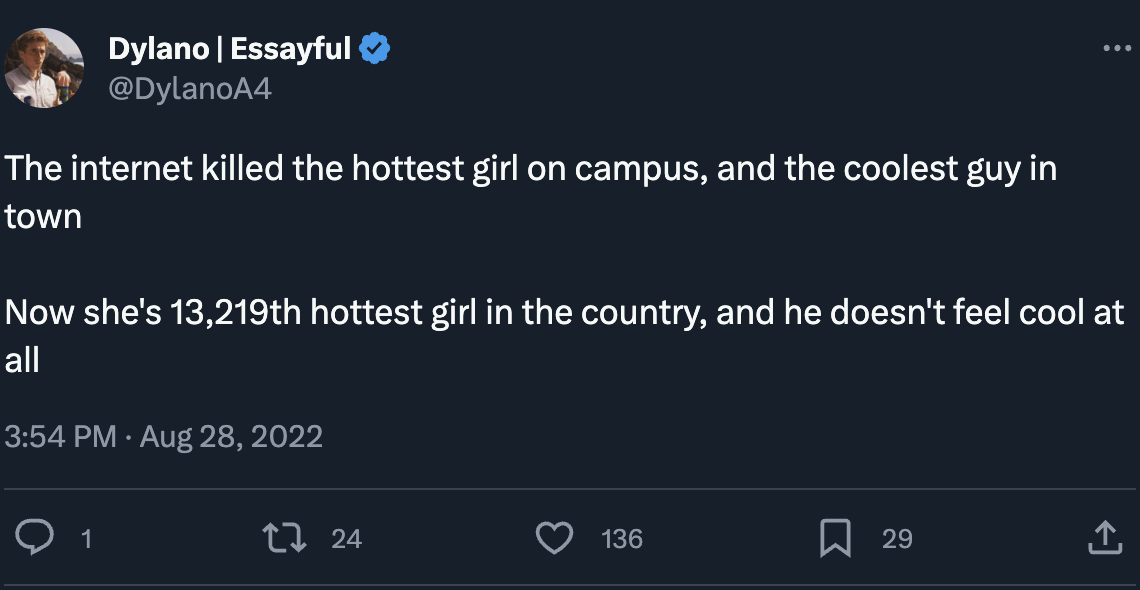 Dylano | Essayful
@DylanoA4
The internet killed the hottest girl on campus, and the coolest guy in
town
Now she's 13,219th hottest girl in the country, and he doesn't feel cool at
all
3:54 PM · Aug 28, 2022
1 24 136 29